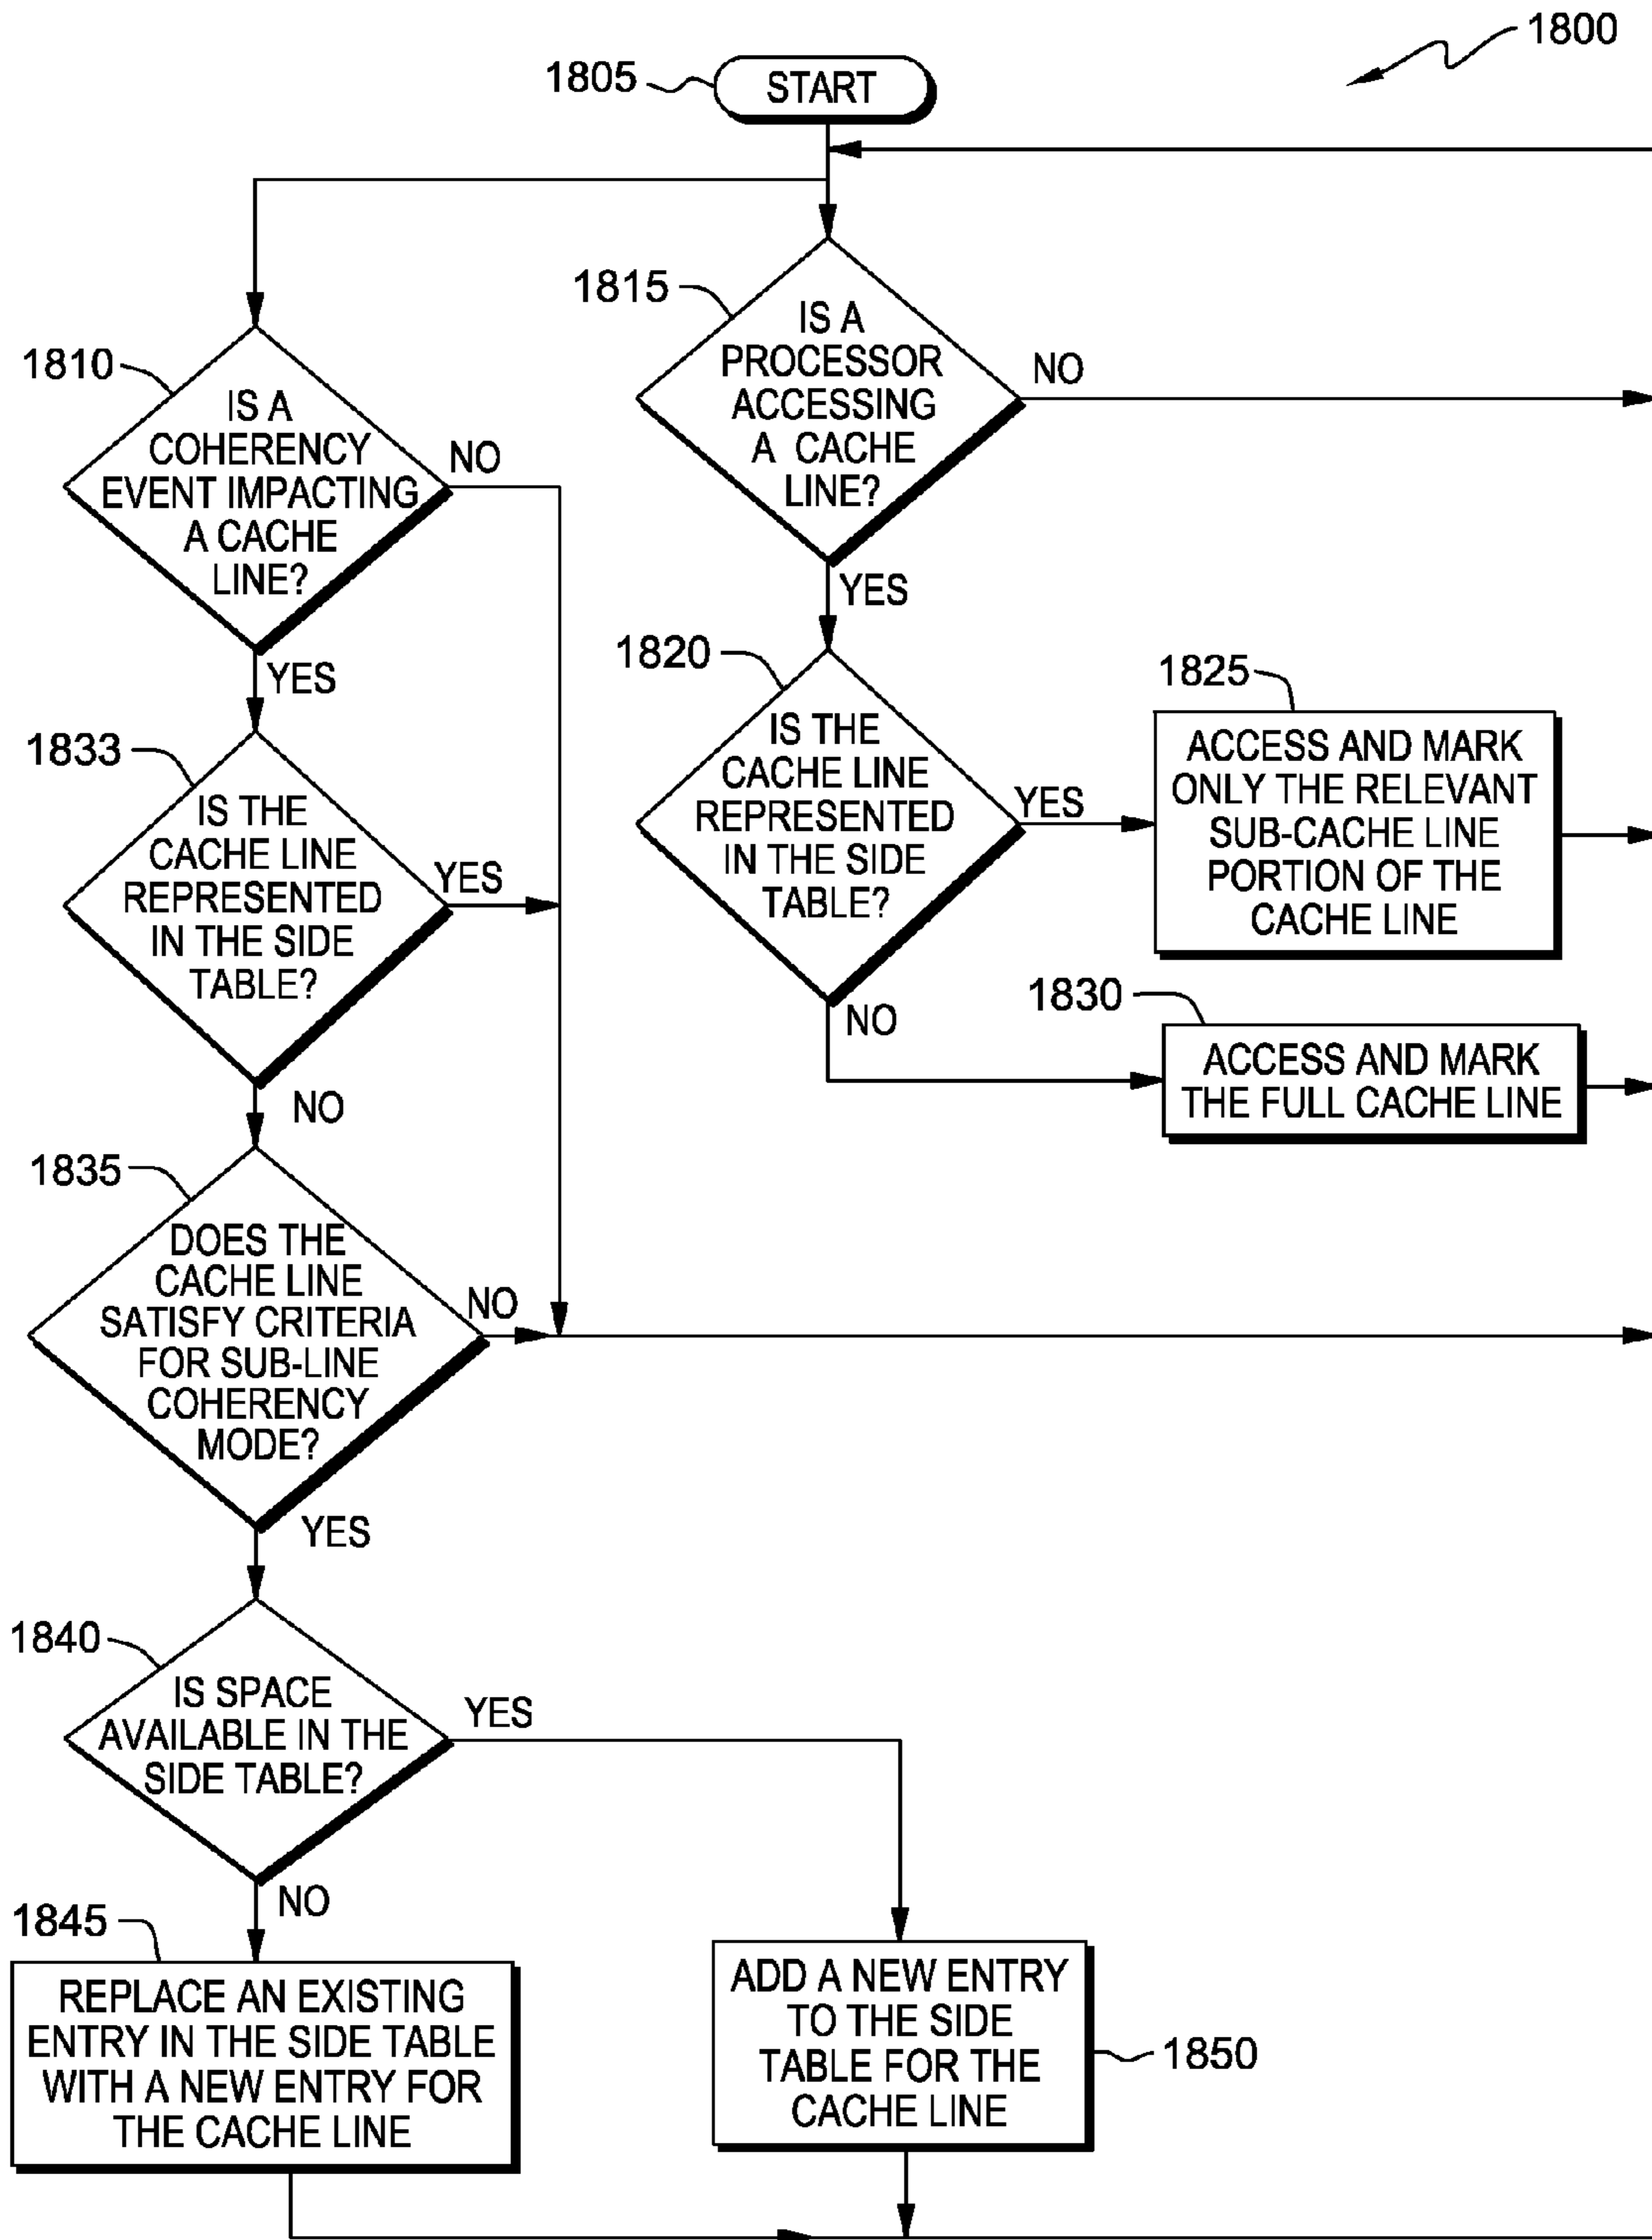 1800
1805
START
1815
IS A
PROCESSOR
ACCESSING
A CACHE
LINE?
NO
YES
1810
IS A
COHERENCY
EVENT IMPACTING
A CACHE
LINE?
NO
YES
1820
IS THE
CACHE LINE
REPRESENTED
IN THE SIDE
TABLE?
YES
NO
1825
ACCESS AND MARK
ONLY THE RELEVANT
SUB-CACHE LINE
PORTION OF THE
CACHE LINE
1833
IS THE
CACHE LINE
REPRESENTED
IN THE SIDE
TABLE?
YES
NO
1830
ACCESS AND MARK
THE FULL CACHE LINE
1835
DOES THE
CACHE LINE
SATISFY CRITERIA
FOR SUB-LINE
COHERENCY
MODE?
NO
YES
1840
IS SPACE
AVAILABLE IN THE
SIDE TABLE?
YES
NO
1845
REPLACE AN EXISTING
ENTRY IN THE SIDE TABLE
WITH A NEW ENTRY FOR
THE CACHE LINE
ADD A NEW ENTRY
TO THE SIDE
TABLE FOR THE
CACHE LINE
1850